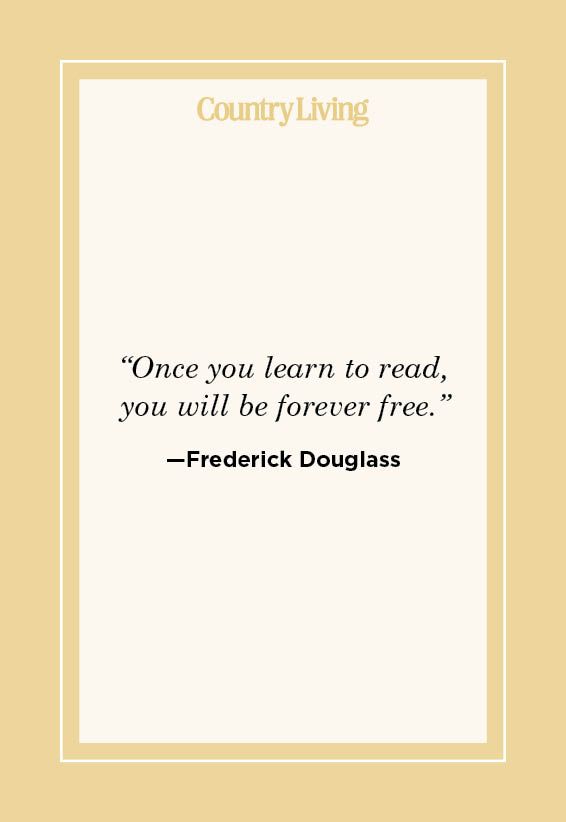 Country Living
“Once you learn to read,
you will be forever free.”
—Frederick Douglass